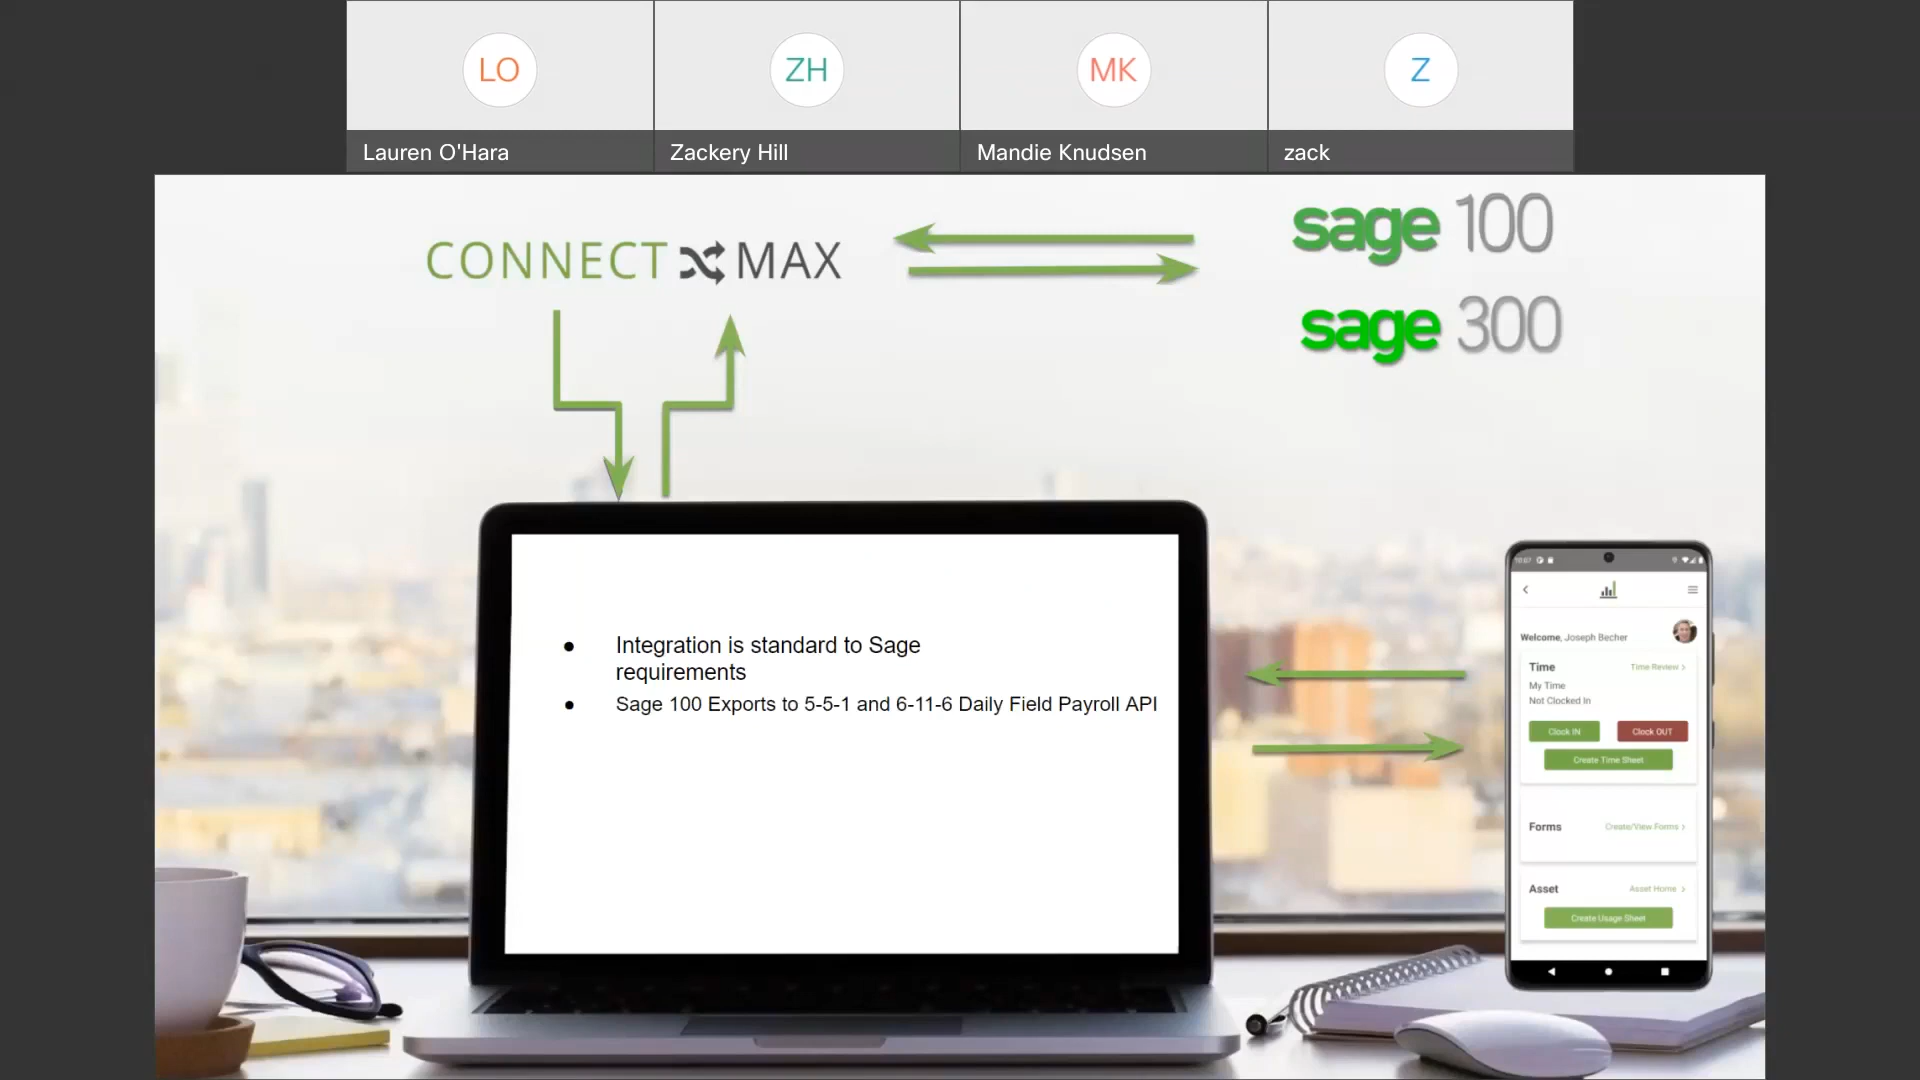 LO
ZH
MK
Z
Lauren O'Hara
Zackery Hill
Mandie Knudsen
zack
CONNECT MAX
sage 100
sage 300
Integration is standard to Sage
requirements
Sage 100 Exports to 5-5-1 and 6-11-6 Daily Field Payroll API
Welcome, Joseph Becher
Time
Time Review >
My Time
Not Clocked In
Clock IN
Clock OUT
Create Time Sheet
Forms
Create/View Forms >
Asset
Asset Home >
Create Usage Sheet